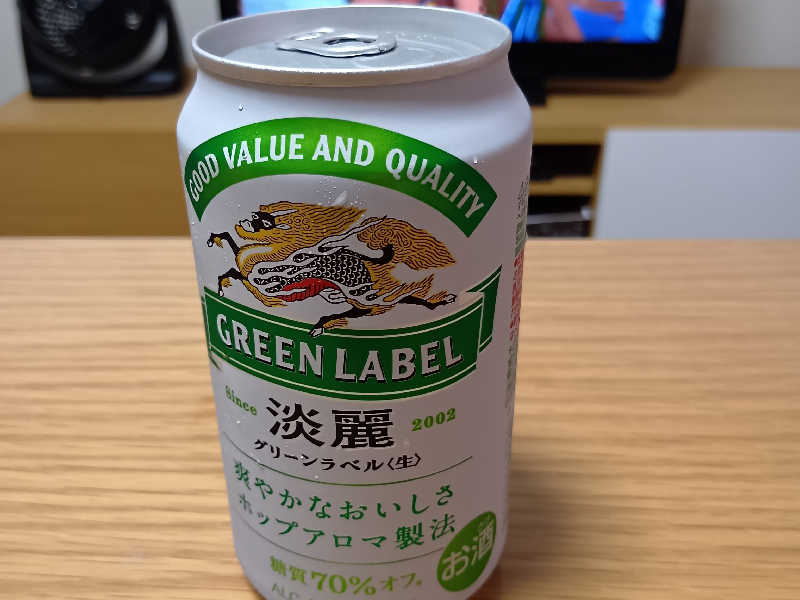 GOOD VALUE AND QUALITY
GREEN LABEL
Since 2002
淡麗
グリーンラベル〈生〉
爽やかなおいしさ
ホップアロマ製法
お酒
糖質70%オフ。
ALC.